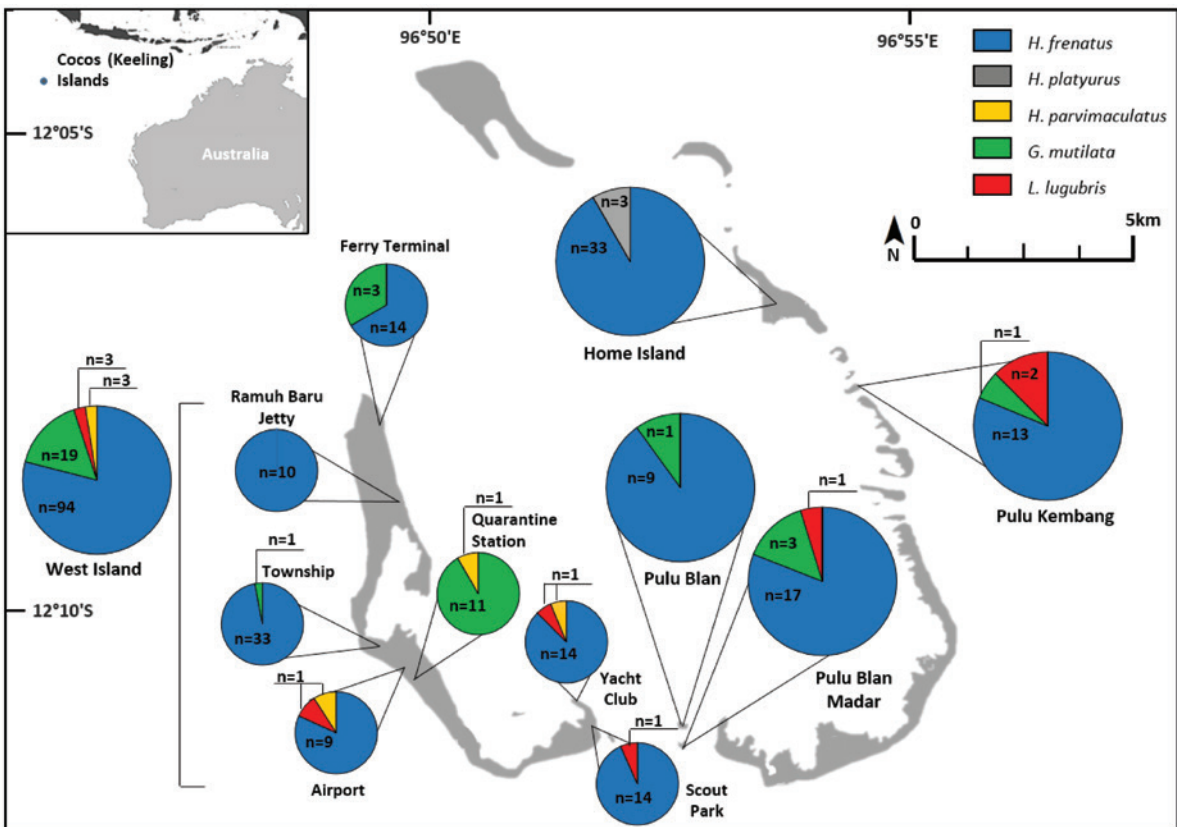 96°50'E
96°55'E
Cocos (Keeling)
Islands
12°05'S
Australia
H. frenatus
H. platyurus
H. parvimaculatus
G. mutilata
L. lugubris
0
5km
N
n=3
n=33
Home Island
Ferry Terminal
n=3
n=14
n=3
n=3
n=19
n=94
West Island
Ramuh Baru
Jetty
n=10
n=1
n=2
n=13
Pulu Kembang
n=1
n=9
Pulu Blan
n=1
n=3
n=17
Pulu Blan
Madar
n=1
Quarantine
Station
n=11
n=1
Township
n=33
12°10'S
n=1
n=14
Yacht
Club
n=1
n=9
Airport
n=1
n=14
Scout
Park